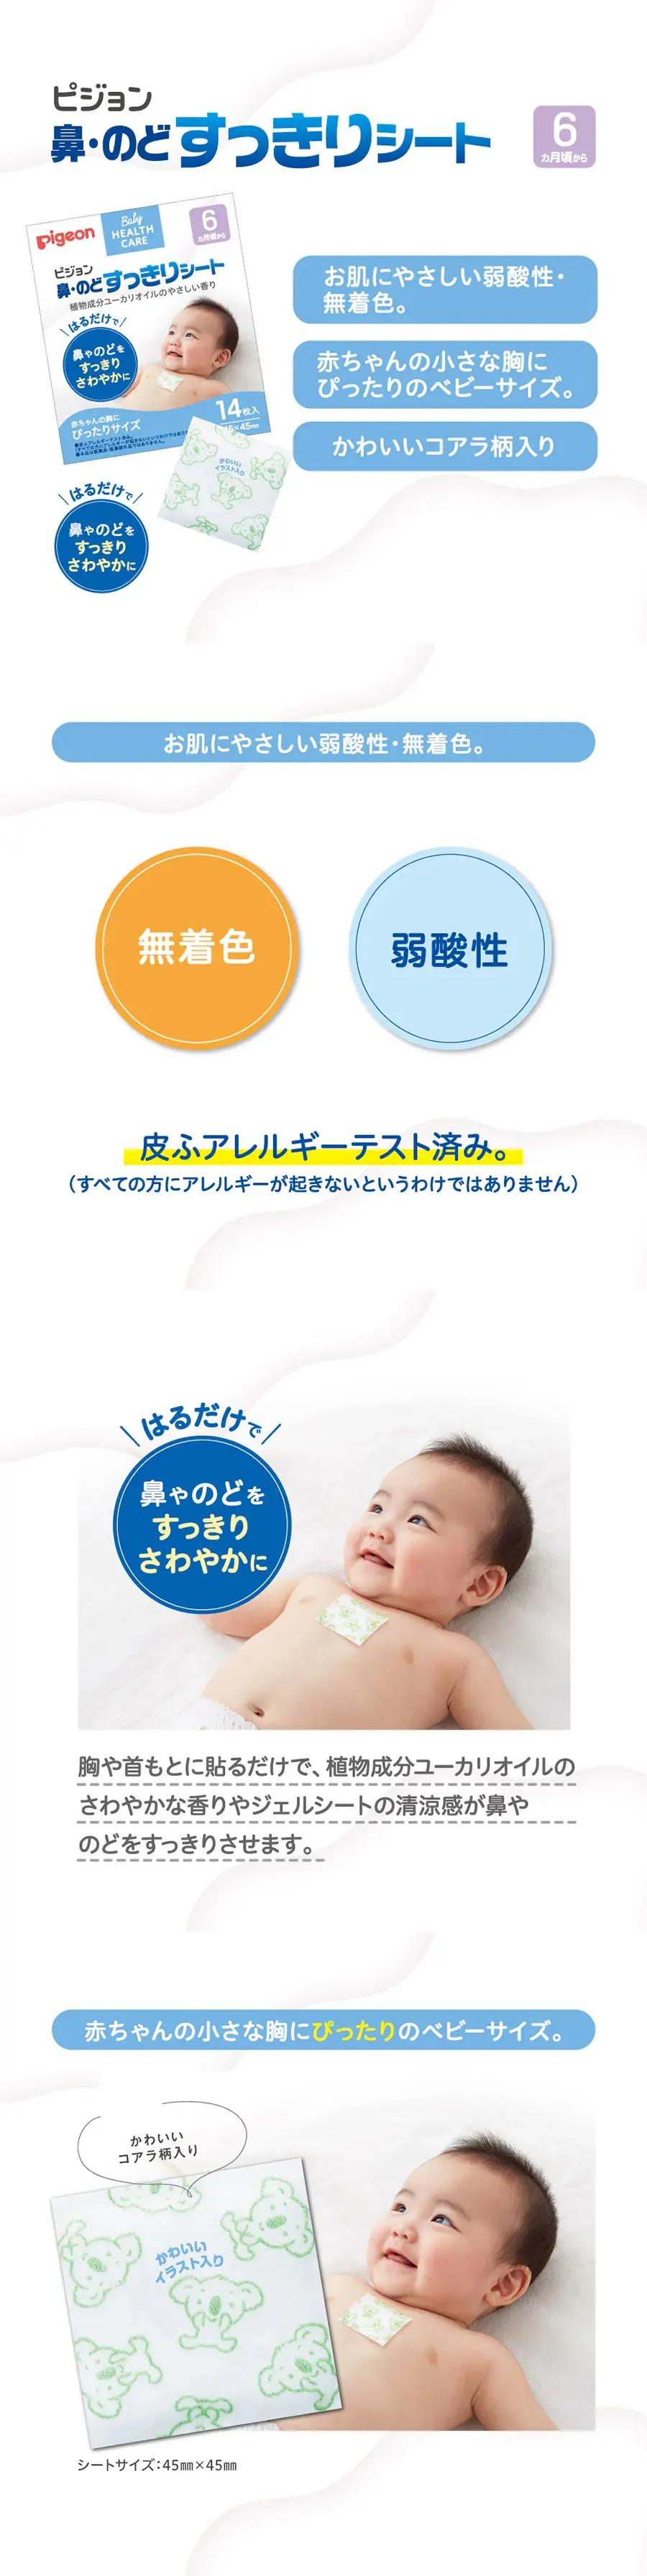 ピジョン
鼻・のどすっきりシート
6
カ月頃から
pigeon
Baby
HEALTH
CARE
6
カ月頃から
ピジョン
鼻・のどすっきりシート
植物成分ユーカリオイルのやさしい香り
はるだけで
鼻やのどを
すっきり
さわやかに
赤ちゃんの胸に
ぴったりサイズ
14枚入
かわいい
イラスト入り
お肌にやさしい弱酸性・
無着色。
赤ちゃんの小さな胸に
ぴったりのベビーサイズ。
かわいいコアラ柄入り
はるだけで
鼻やのどを
すっきり
さわやかに
お肌にやさしい弱酸性・無着色。
無着色
弱酸性
皮ふアレルギーテスト済み。
(すべての方にアレルギーが起きないというわけではありません)
はるだけで
鼻やのどを
すっきり
さわやかに
胸や首もとに貼るだけで、植物成分ユーカリオイルの
さわやかな香りやジェルシートの清涼感が鼻や
のどをすっきりさせます。
赤ちゃんの小さな胸にぴったりのベビーサイズ。
かわいい
コアラ柄入り
かわいい
イラスト入り
シートサイズ:45㎜×45㎜